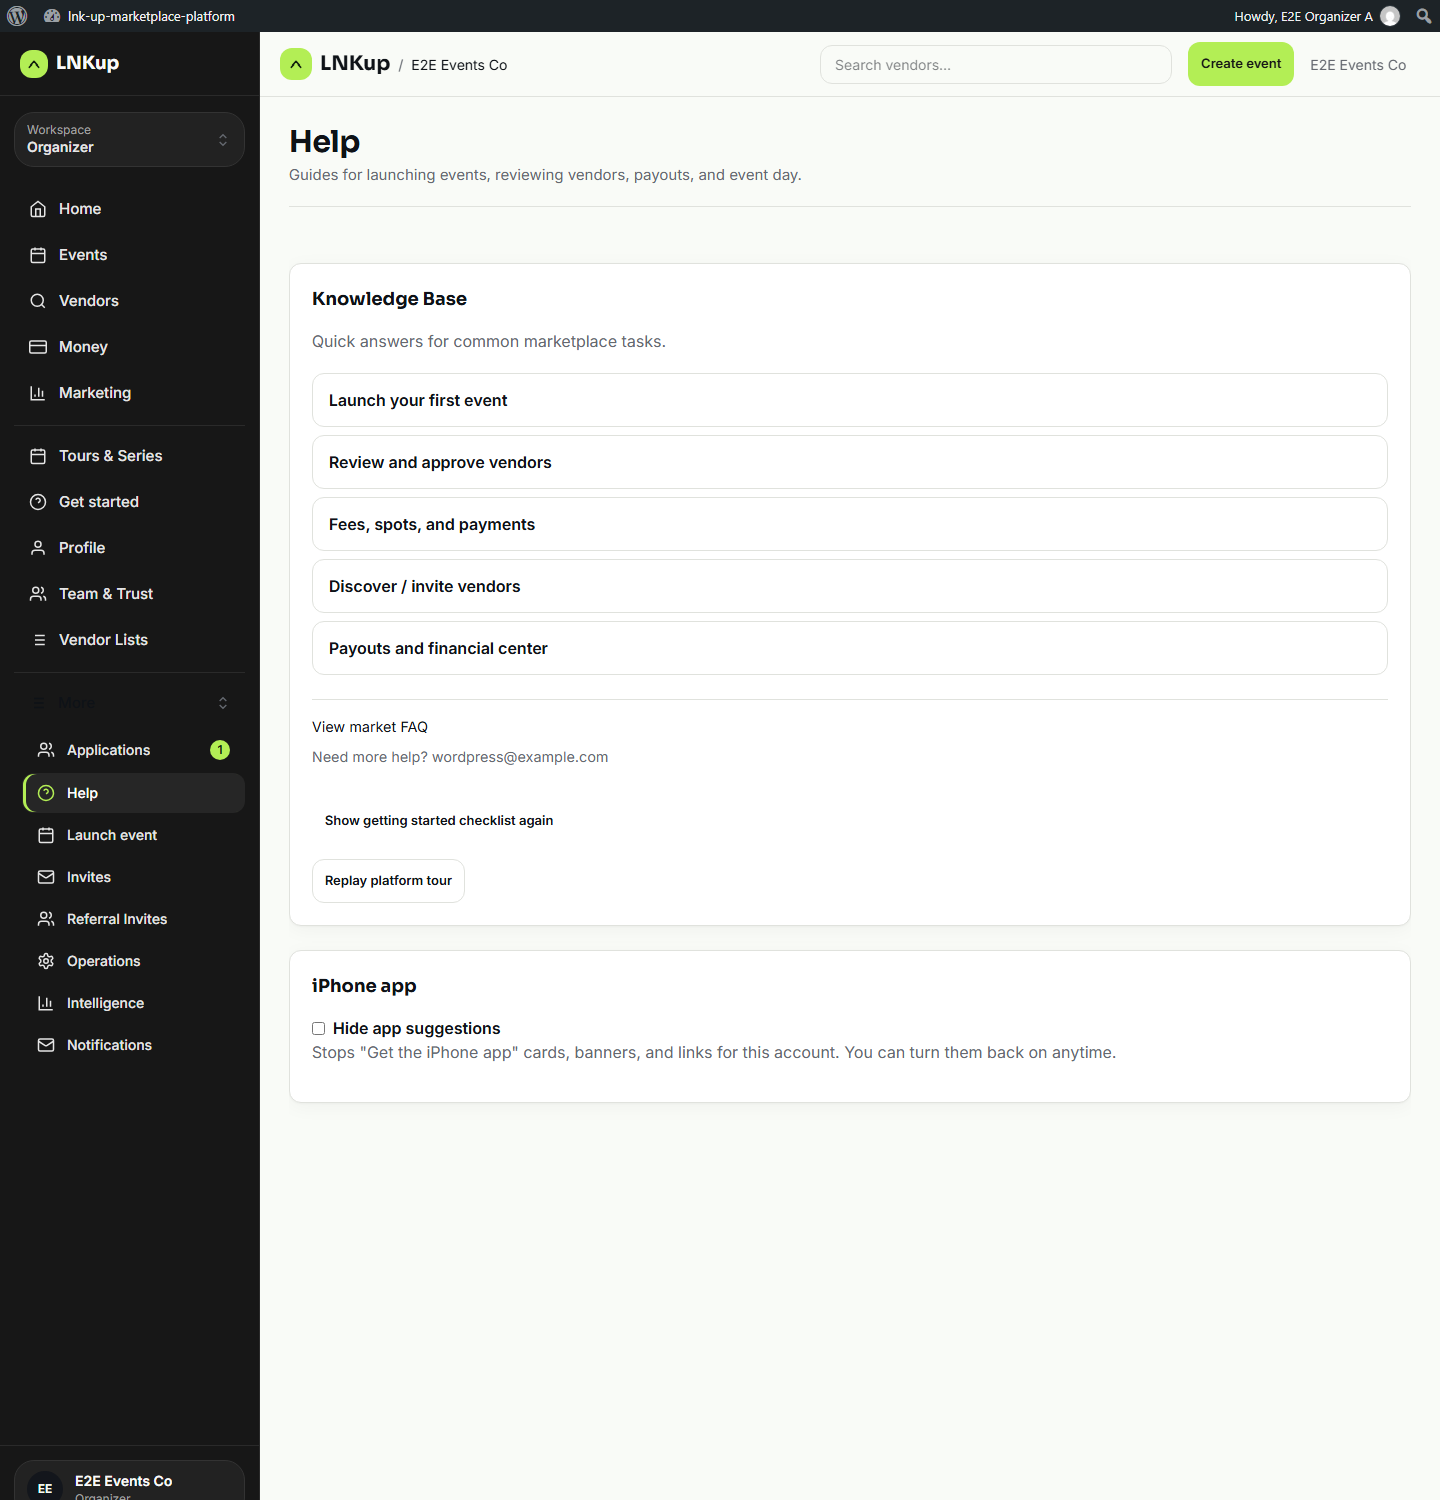 lnk-up-marketplace-platform
Howdy, E2E Organizer A
LNKup
LNKup / E2E Events Co
Search vendors...
Create event
E2E Events Co
Workspace
Organizer
Home
Events
Vendors
Money
Marketing
Tours & Series
Get started
Profile
Team & Trust
Vendor Lists
More
Applications
1
Help
Launch event
Invites
Referral Invites
Operations
Intelligence
Notifications
EE
E2E Events Co
Organizer
Help
Guides for launching events, reviewing vendors, payouts, and event day.
Knowledge Base
Quick answers for common marketplace tasks.
Launch your first event
Review and approve vendors
Fees, spots, and payments
Discover / invite vendors
Payouts and financial center
View market FAQ
Need more help? wordpress@example.com
Show getting started checklist again
Replay platform tour
iPhone app
Hide app suggestions
Stops "Get the iPhone app" cards, banners, and links for this account. You can turn them back on anytime.